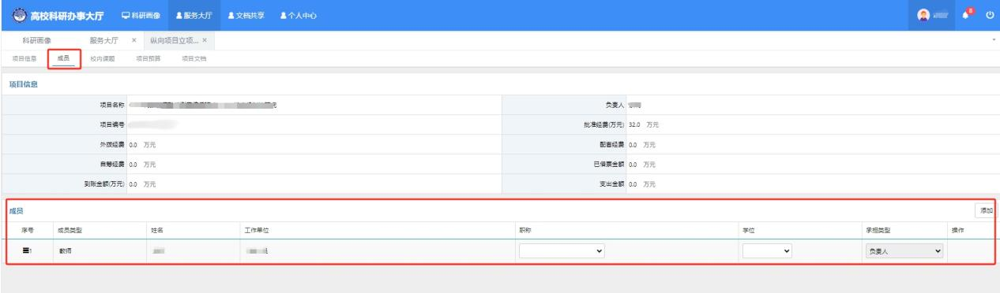 高校科研办事大厅 科研画像 服务大厅 文档共享 个人中心 8
科研画像 服务大厅 × 纵向项目立项... ×
项目信息 成员 校内课题 项目预算 项目文档
项目信息
项目名称 负责人
项目编号 批准经费(万元) 32.0 万元
外拨经费 0.0 万元 配套经费 0.0 万元
自筹经费 0.0 万元 已借票金额 0.0 万元
到账金额(万元) 0.0 万元 支出金额 0.0 万元
成员 添加
序号 成员类型 姓名 工作单位 职称 学位 承担类型 操作
1 教师 负责人